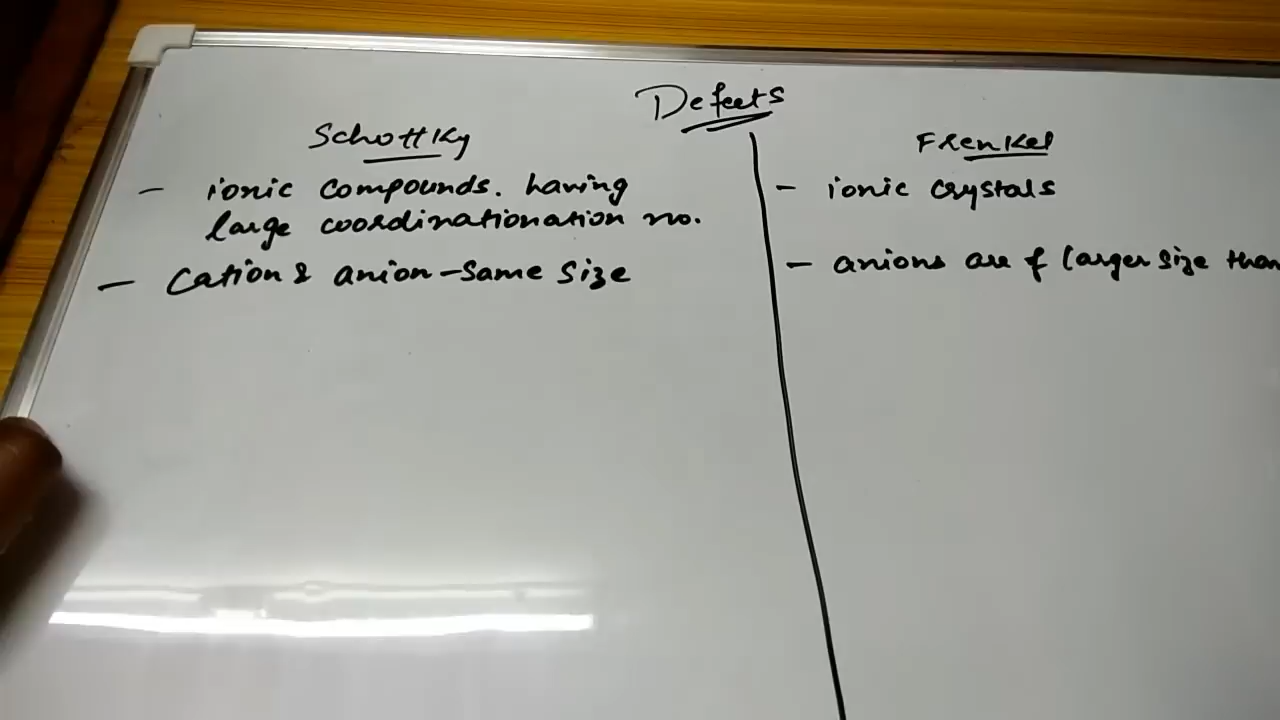 Defects
Schottky
- ionic compounds. having
large coordinationation no.
- Cation & anion - Same Size
Frenkel
- ionic crystals
- anions are of larger size than